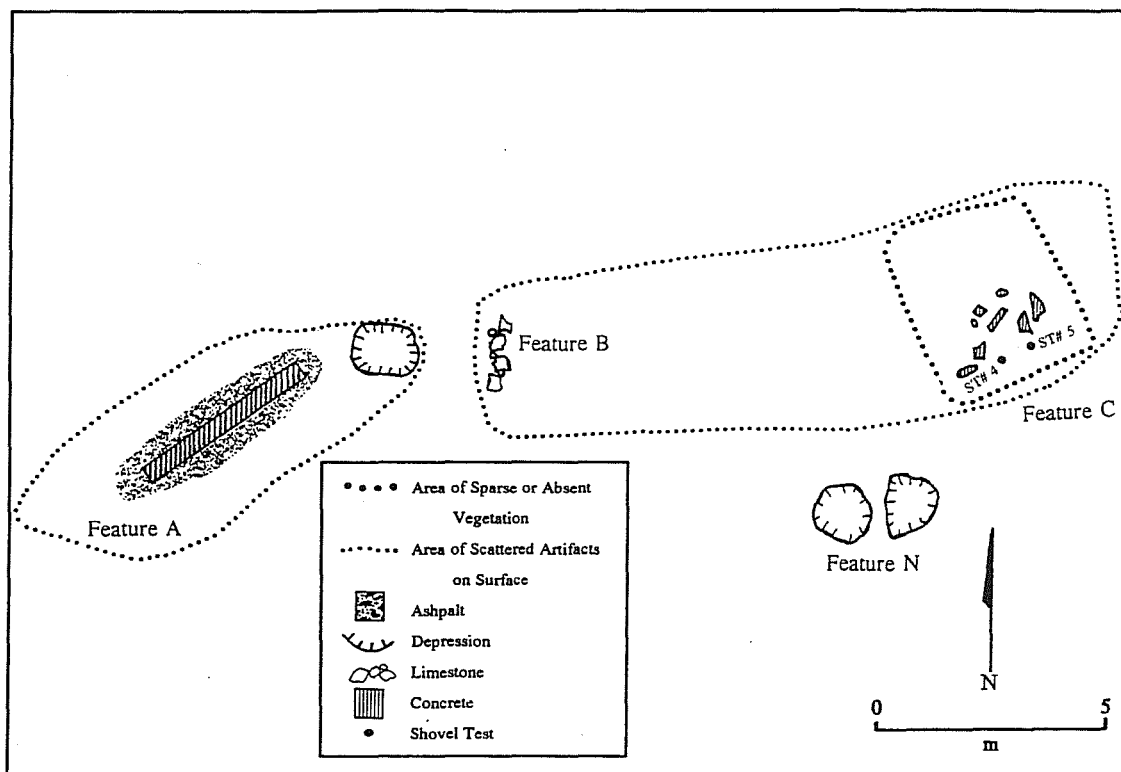 Feature B
ST# 5
ST# 4
Feature C
Feature A
Feature N
Area of Sparse or Absent
Vegetation
Area of Scattered Artifacts
on Surface
Ashpalt
Depression
Limestone
Concrete
Shovel Test
N
0 5
m